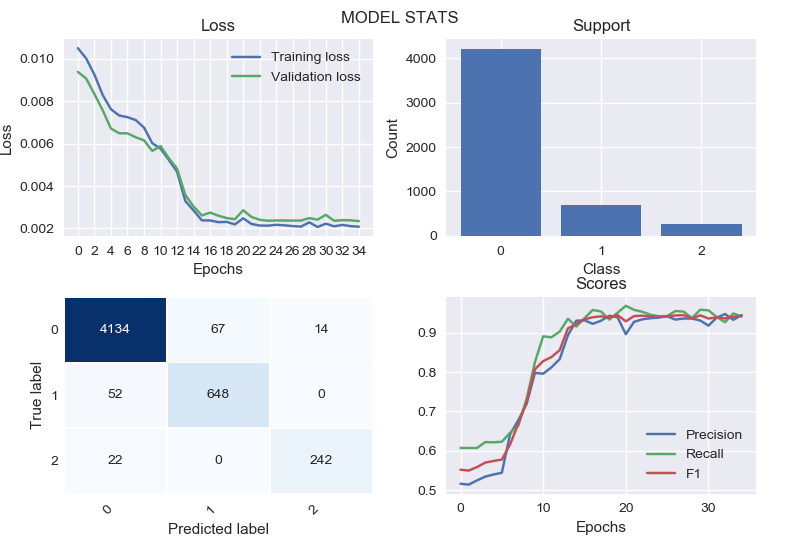 MODEL STATS
Loss
Training loss
Validation loss
0.010
0.008
0.006
0.004
0.002
Loss
0 2 4 6 8 10 12 14 16 18 20 22 24 26 28 30 32 34
Epochs
Support
4000
3000
2000
1000
0
Count
0 1 2
Class
0 4134 67 14
1 52 648 0
2 22 0 242
True label
0 1 2
Predicted label
Scores
0.9
0.8
0.7
0.6
0.5
Precision
Recall
F1
0 10 20 30
Epochs